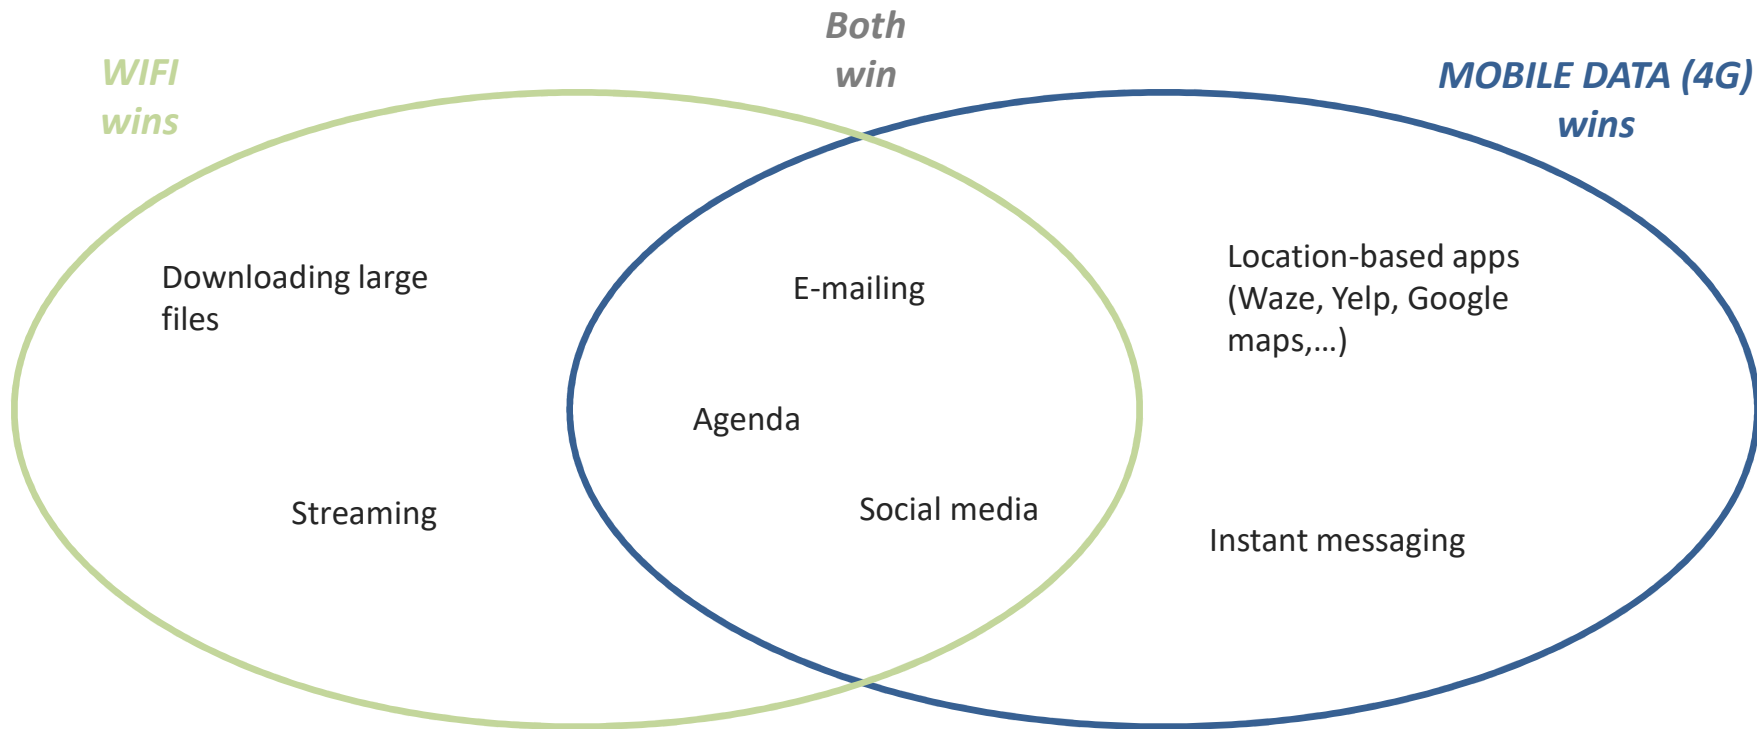 WIFI
wins
Both
win
MOBILE DATA (4G)
wins
Downloading large
files
Streaming
E-mailing
Agenda
Social media
Location-based apps
(Waze, Yelp, Google
maps,...)
Instant messaging